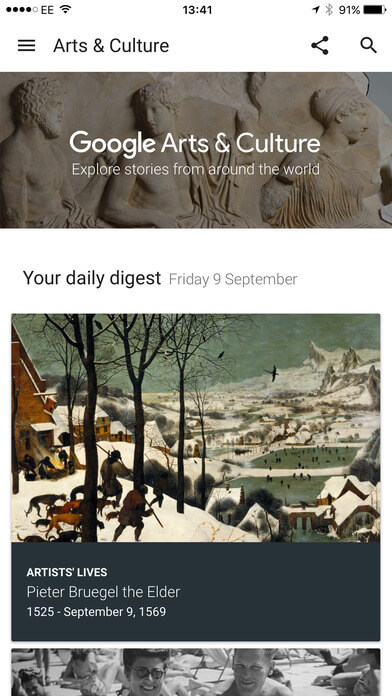 EE 13:41 91%
Arts & Culture
Google Arts & Culture
Explore stories from around the world
Your daily digest Friday 9 September
ARTISTS' LIVES
Pieter Bruegel the Elder
1525 - September 9, 1569